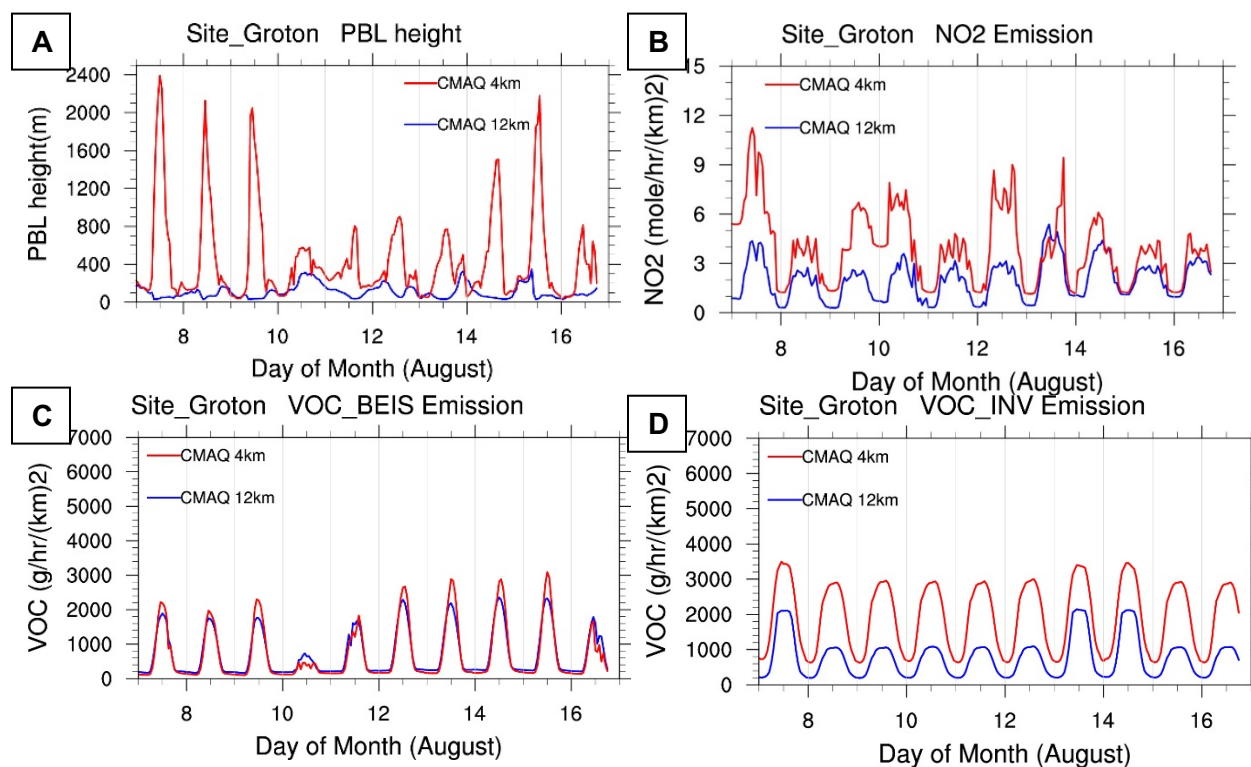 A
Site_Groton PBL height
PBL height(m)
2400
2000
1600
1200
800
400
0
CMAQ 4km
CMAQ 12km
8 10 12 14 16
Day of Month (August)
B
Site_Groton NO2 Emission
NO2 (mole/hr/(km)2)
15
12
9
6
3
0
CMAQ 4km
CMAQ 12km
8 10 12 14 16
Day of Month (August)
C
Site_Groton VOC_BEIS Emission
VOC (g/hr/(km)2)
7000
6000
5000
4000
3000
2000
1000
0
CMAQ 4km
CMAQ 12km
8 10 12 14 16
Day of Month (August)
D
Site_Groton VOC_INV Emission
VOC (g/hr/(km)2)
7000
6000
5000
4000
3000
2000
1000
0
CMAQ 4km
CMAQ 12km
8 10 12 14 16
Day of Month (August)